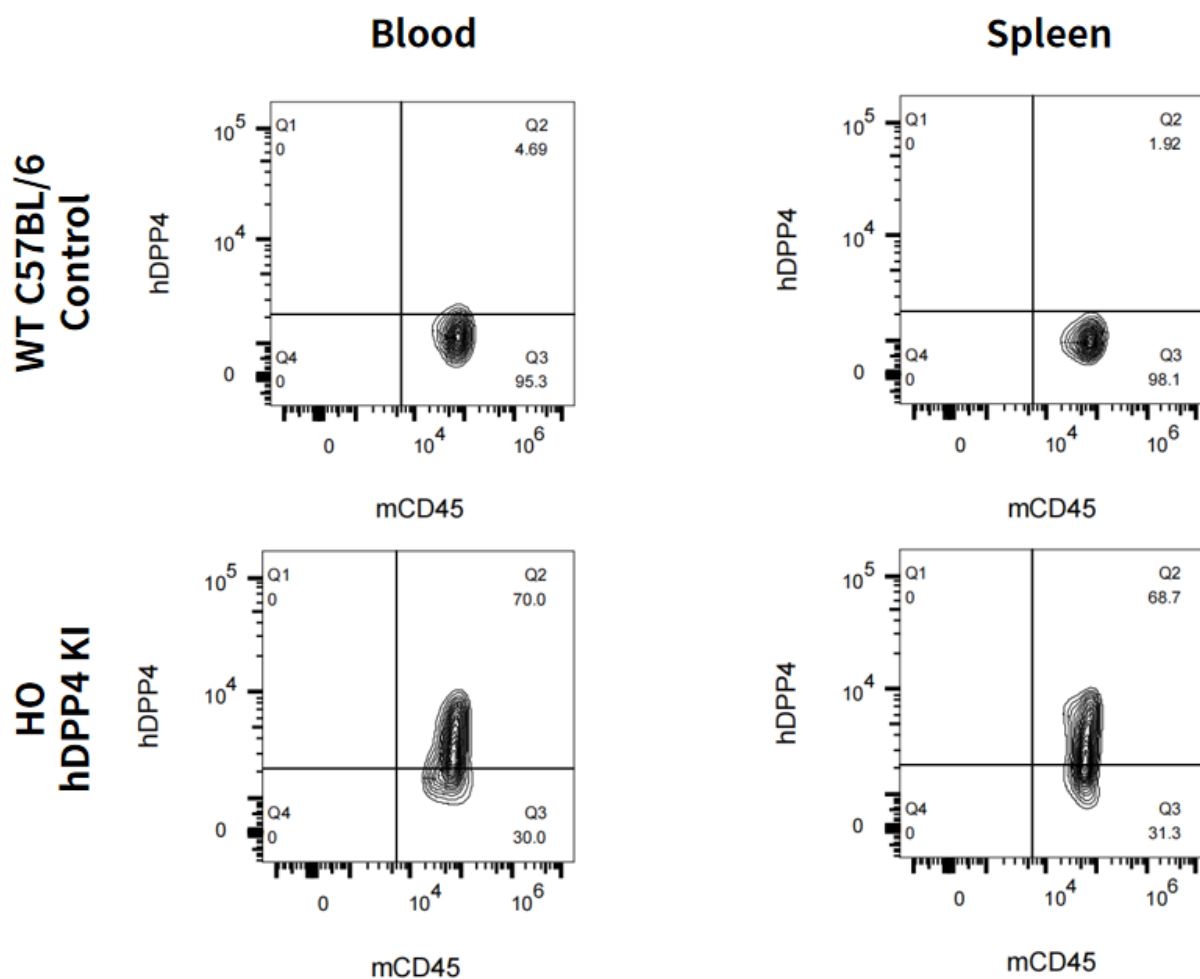 Blood
Spleen
WT C57BL/6
Control
hDPP4
10^5
10^4
0
Q1
0
Q2
4.69
Q4
0
Q3
95.3
0
10^4
10^6
mCD45
hDPP4
10^5
10^4
0
Q1
0
Q2
1.92
Q4
0
Q3
98.1
0
10^4
10^6
mCD45
HO
hDPP4 KI
hDPP4
10^5
10^4
0
Q1
0
Q2
70.0
Q4
0
Q3
30.0
0
10^4
10^6
mCD45
hDPP4
10^5
10^4
0
Q1
0
Q2
68.7
Q4
0
Q3
31.3
0
10^4
10^6
mCD45